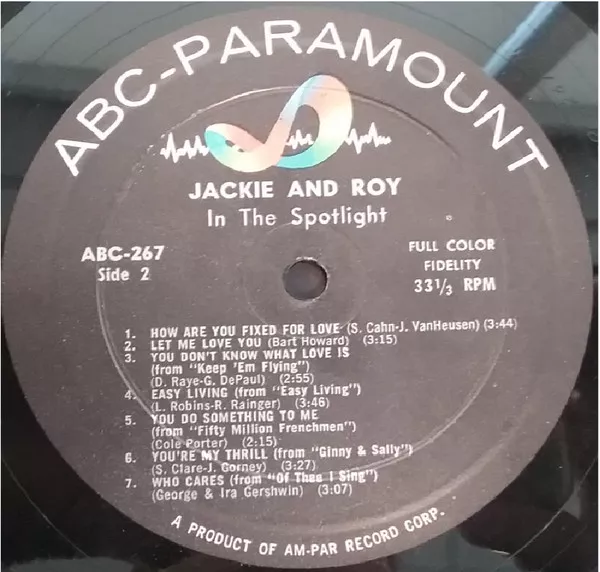 ABC-PARAMOUNT
JACKIE AND ROY
In The Spotlight
ABC-267
Side 2
FULL COLOR
FIDELITY
33 1/3 RPM
1. HOW ARE YOU FIXED FOR LOVE (S. Cahn-J. VanHeusen) (3:44)
2. LET ME LOVE YOU (Bart Howard) (3:15)
3. YOU DON'T KNOW WHAT LOVE IS
(from "Keep 'Em Flying")
(D. Raye-G. DePaul) (2:55)
4. EASY LIVING (from "Easy Living")
(L. Robins-R. Rainger) (3:46)
5. YOU DO SOMETHING TO ME
(from "Fifty Million Frenchmen")
(Cole Porter) (2:15)
6. YOU'RE MY THRILL (from "Ginny & Sally")
(S. Clare-J. Gorney) (3:27)
7. WHO CARES (from "Of Thee I Sing")
(George & Ira Gershwin) (3:07)
A PRODUCT OF AM-PAR RECORD CORP.